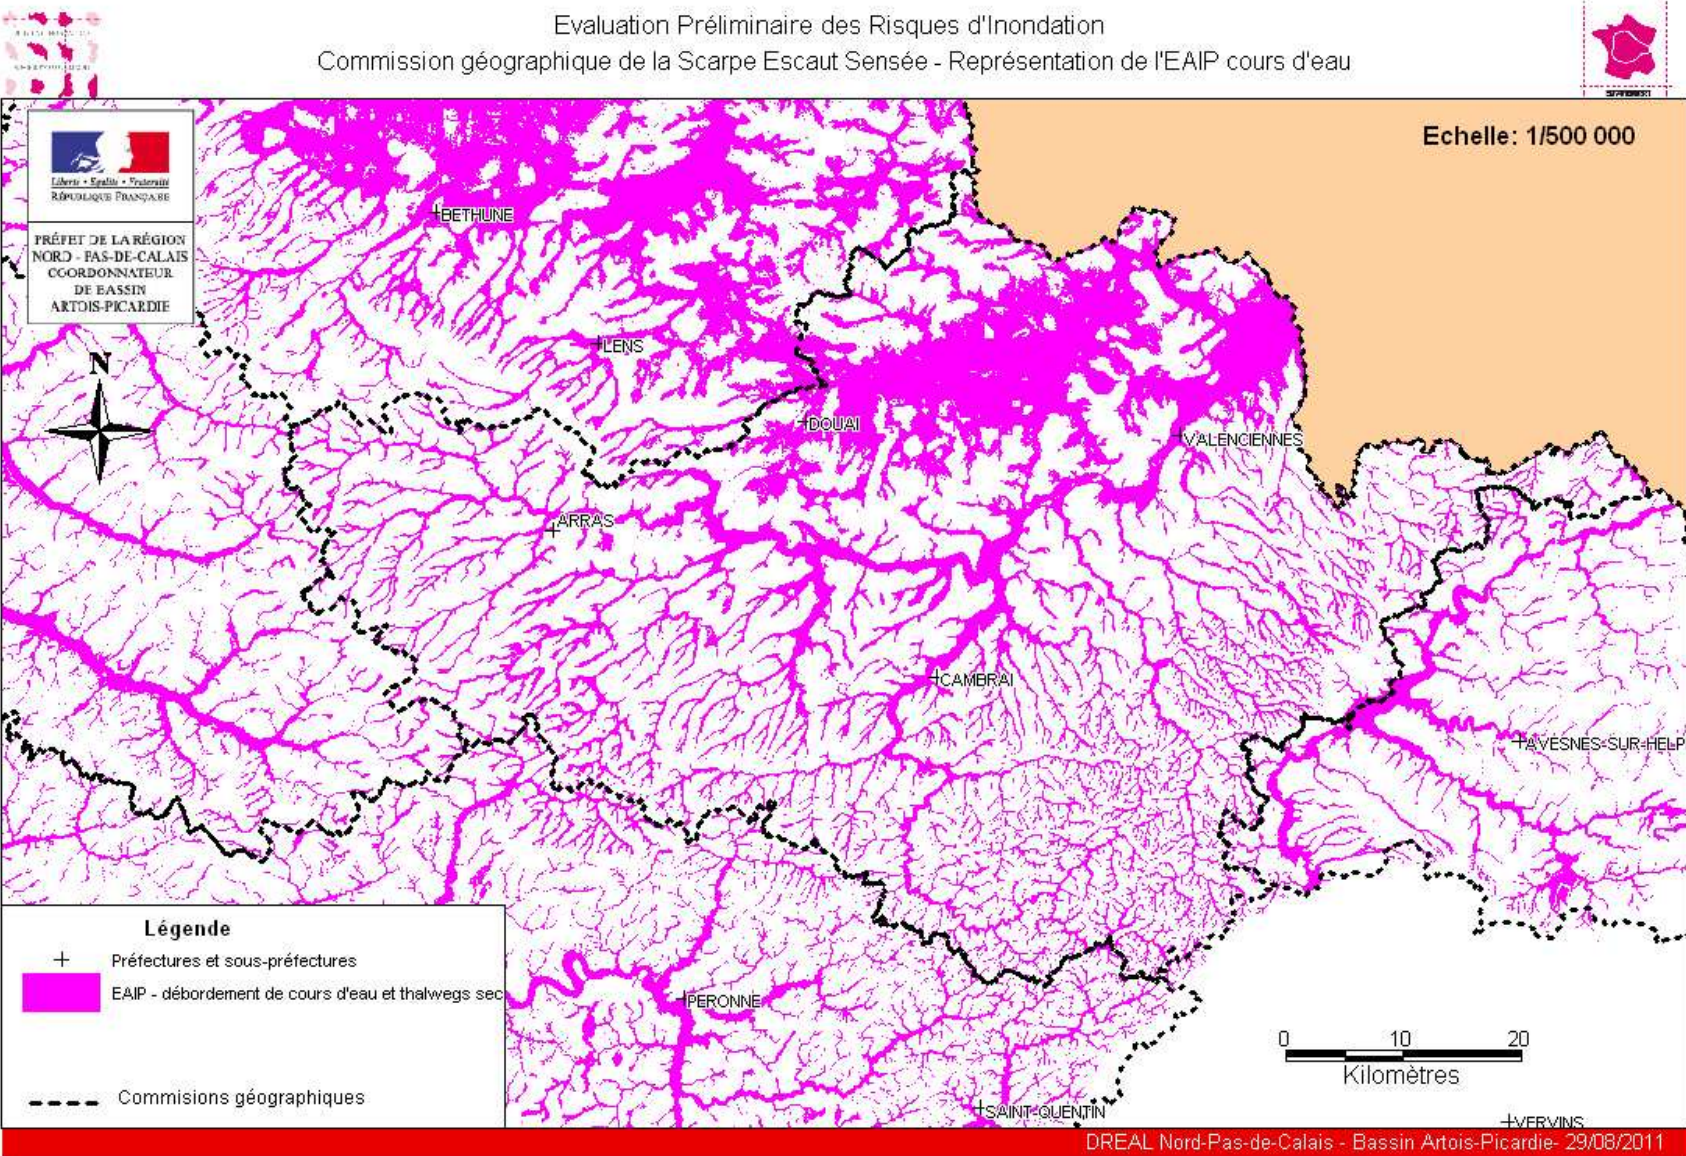 Evaluation Préliminaire des Risques d'Inondation
Commission géographique de la Scarpe Escaut Sensée - Représentation de l'EAIP cours d'eau
Echelle: 1/500 000
Liberté • Egalité • Fraternité
RÉPUBLIQUE FRANÇAISE
PRÉFET DE LA RÉGION
NORD - PAS-DE-CALAIS
COORDONNATEUR
DE BASSIN
ARTOIS-PICARDIE
N
BETHUNE
LENS
DOUAI
VALENCIENNES
ARRAS
CAMBRAI
AVESNES-SUR-HELP
PERONNE
SAINT-QUENTIN
VERVINS
Légende
Préfectures et sous-préfectures
EAIP - débordement de cours d'eau et thalwegs sec
Commisions géographiques
0 10 20
Kilomètres
DREAL Nord-Pas-de-Calais - Bassin Artois-Picardie- 29/08/2011